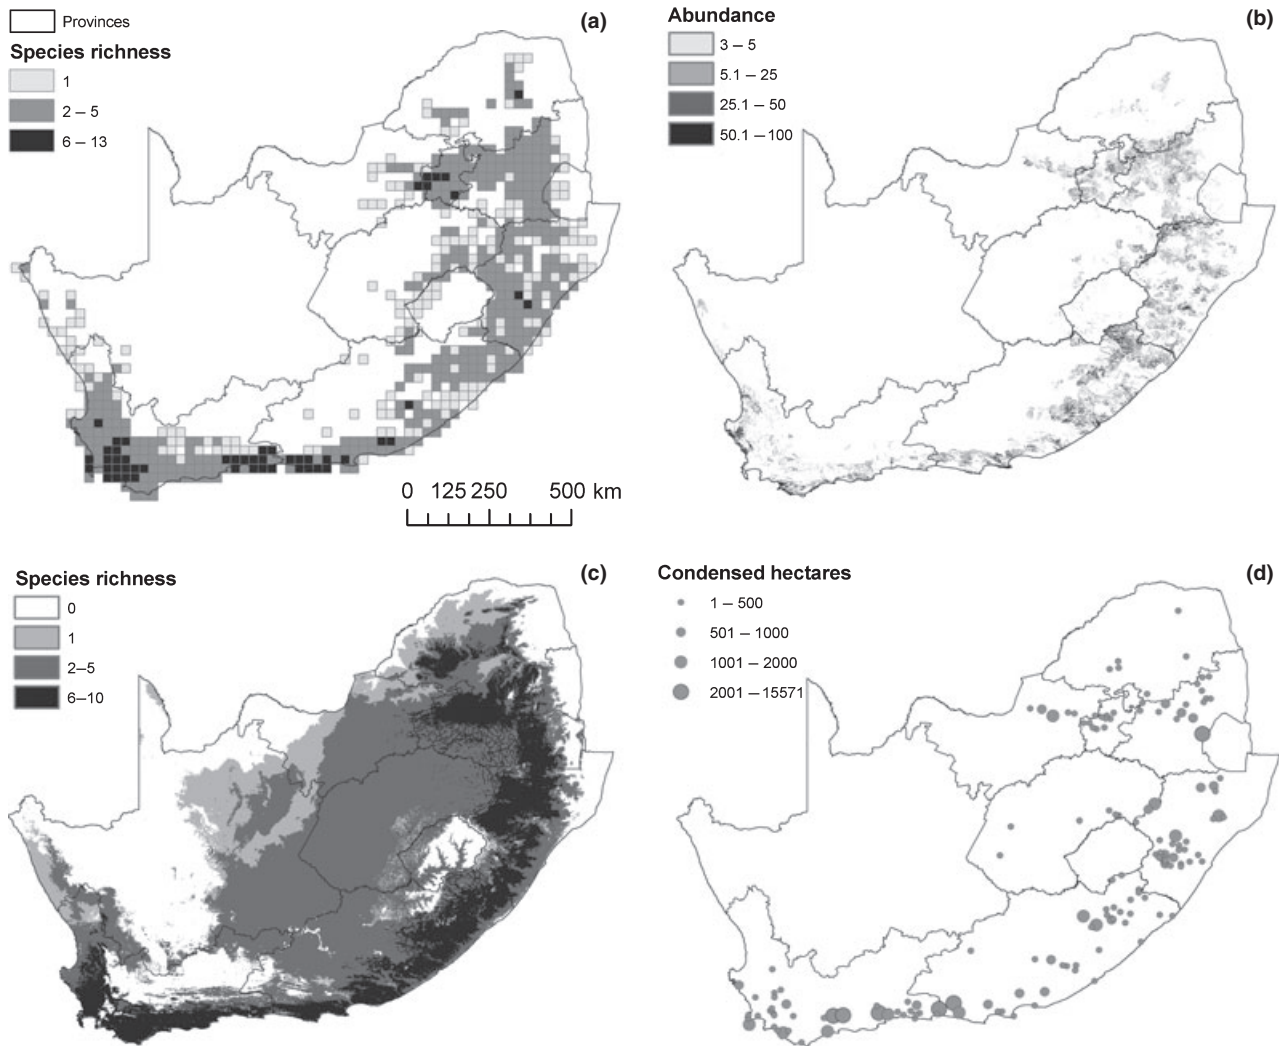 Provinces
(a)
Species richness
1
2 – 5
6 – 13
0 125 250 500 km
Abundance
(b)
3 – 5
5.1 – 25
25.1 – 50
50.1 – 100
Species richness
(c)
0
1
2–5
6–10
Condensed hectares
(d)
1 – 500
501 – 1000
1001 – 2000
2001 – 15571